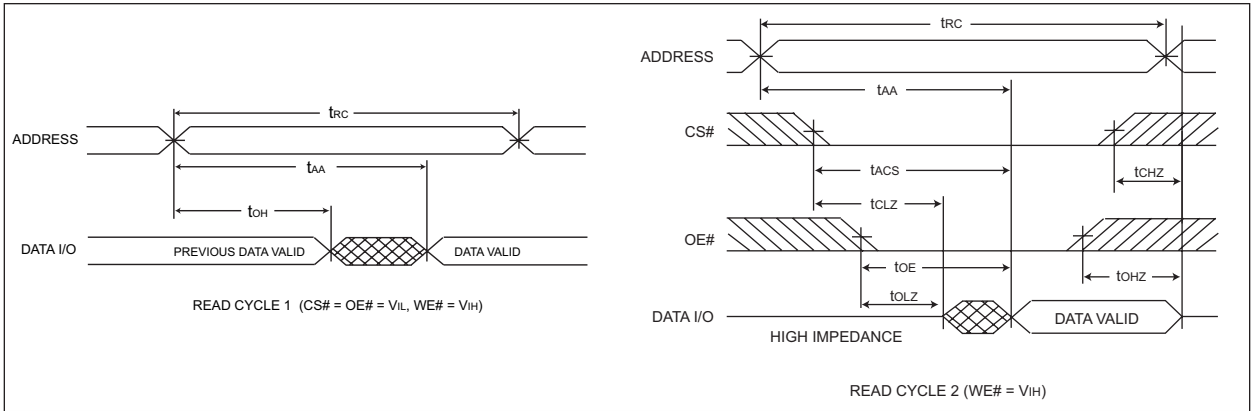 tRC
ADDRESS
tAA
tOH
DATA I/O
PREVIOUS DATA VALID
DATA VALID
READ CYCLE 1 (CS# = OE# = VIL, WE# = VIH)
tRC
ADDRESS
tAA
CS#
tACS
tCHZ
tCLZ
OE#
tOE
tOHZ
tOLZ
DATA I/O
DATA VALID
HIGH IMPEDANCE
READ CYCLE 2 (WE# = VIH)